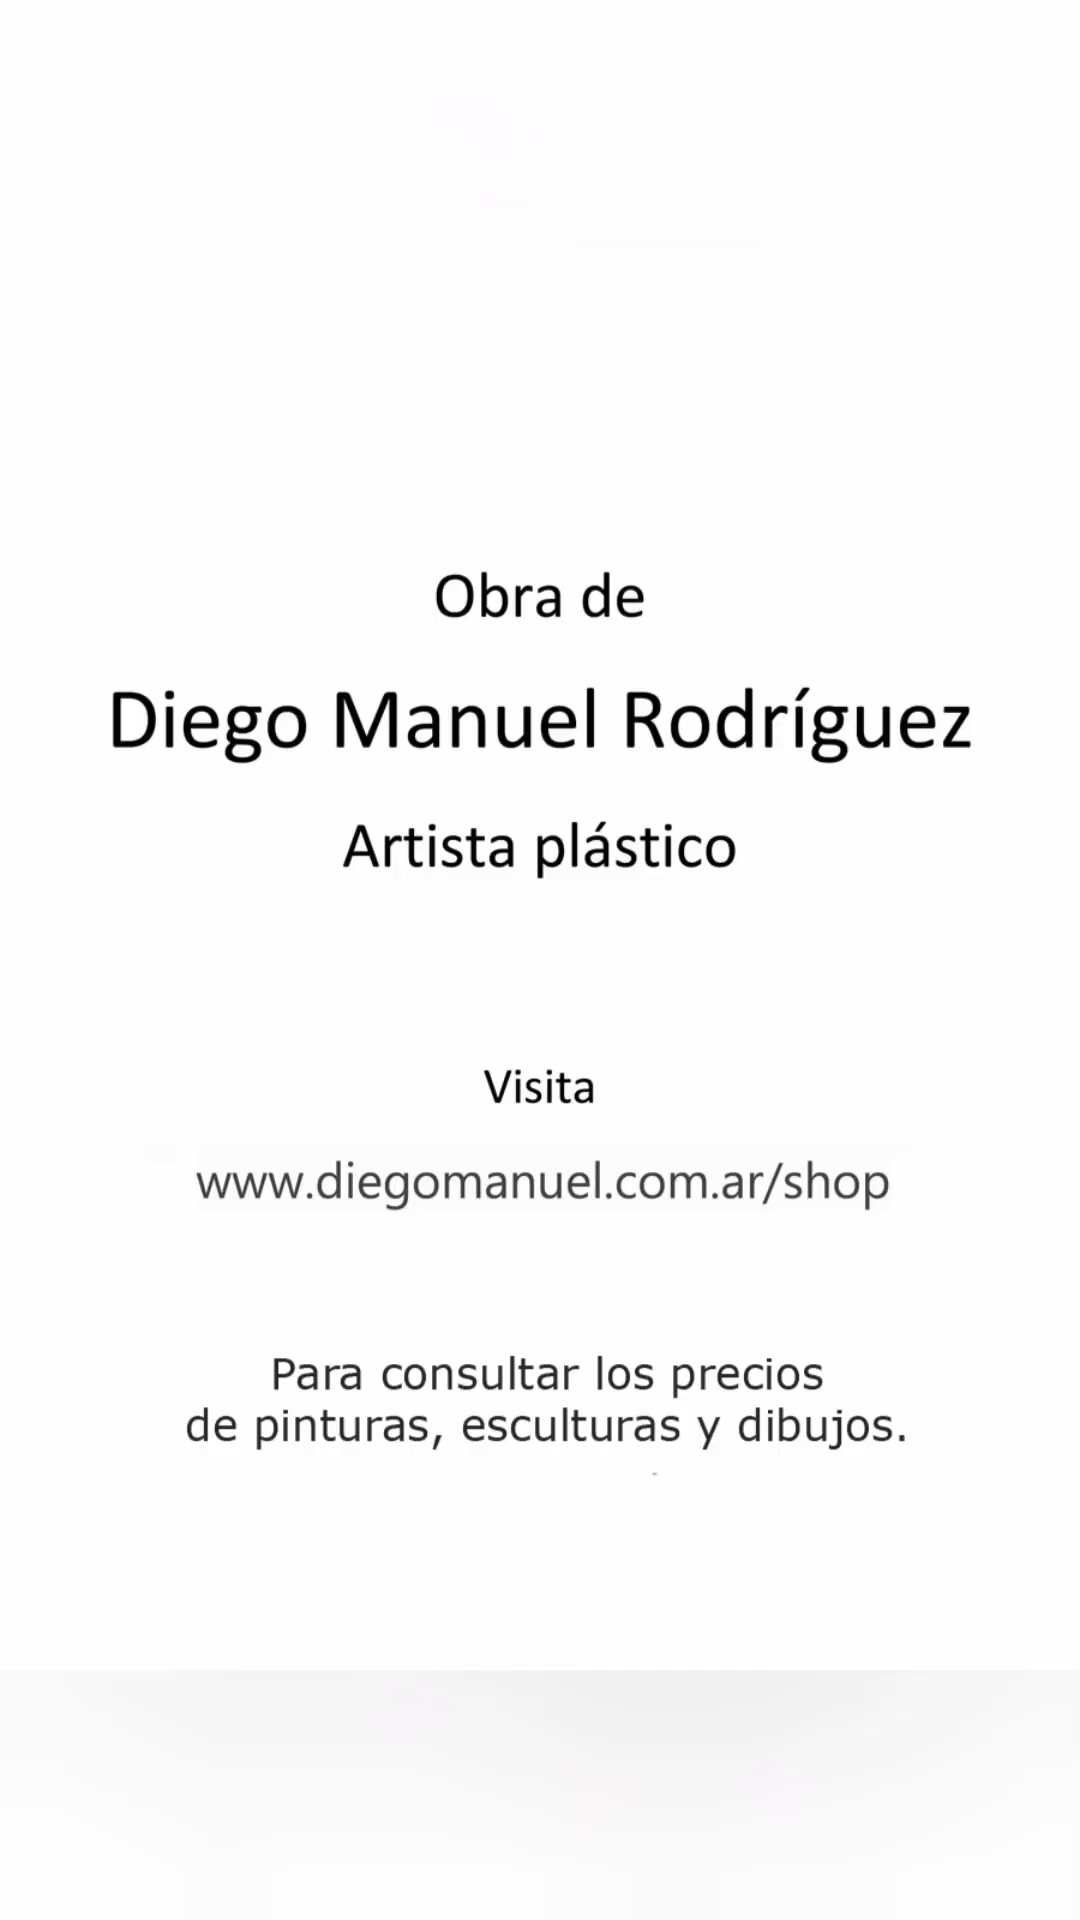 Obra de
Diego Manuel Rodríguez
Artista plástico
Visita
www.diegomanuel.com.ar/shop
Para consultar los precios
de pinturas, esculturas y dibujos.